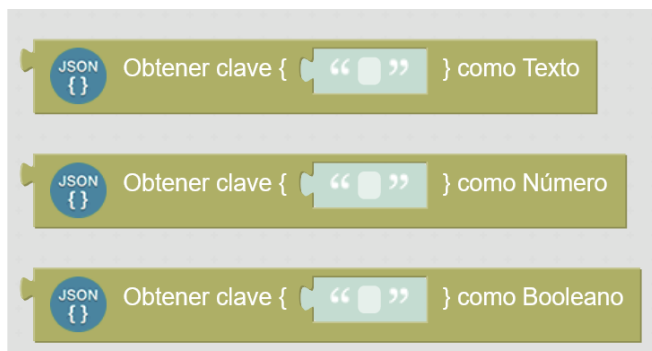 JSON {} Obtener clave { “ ” } como Texto
JSON {} Obtener clave { “ ” } como Número
JSON {} Obtener clave { “ ” } como Booleano